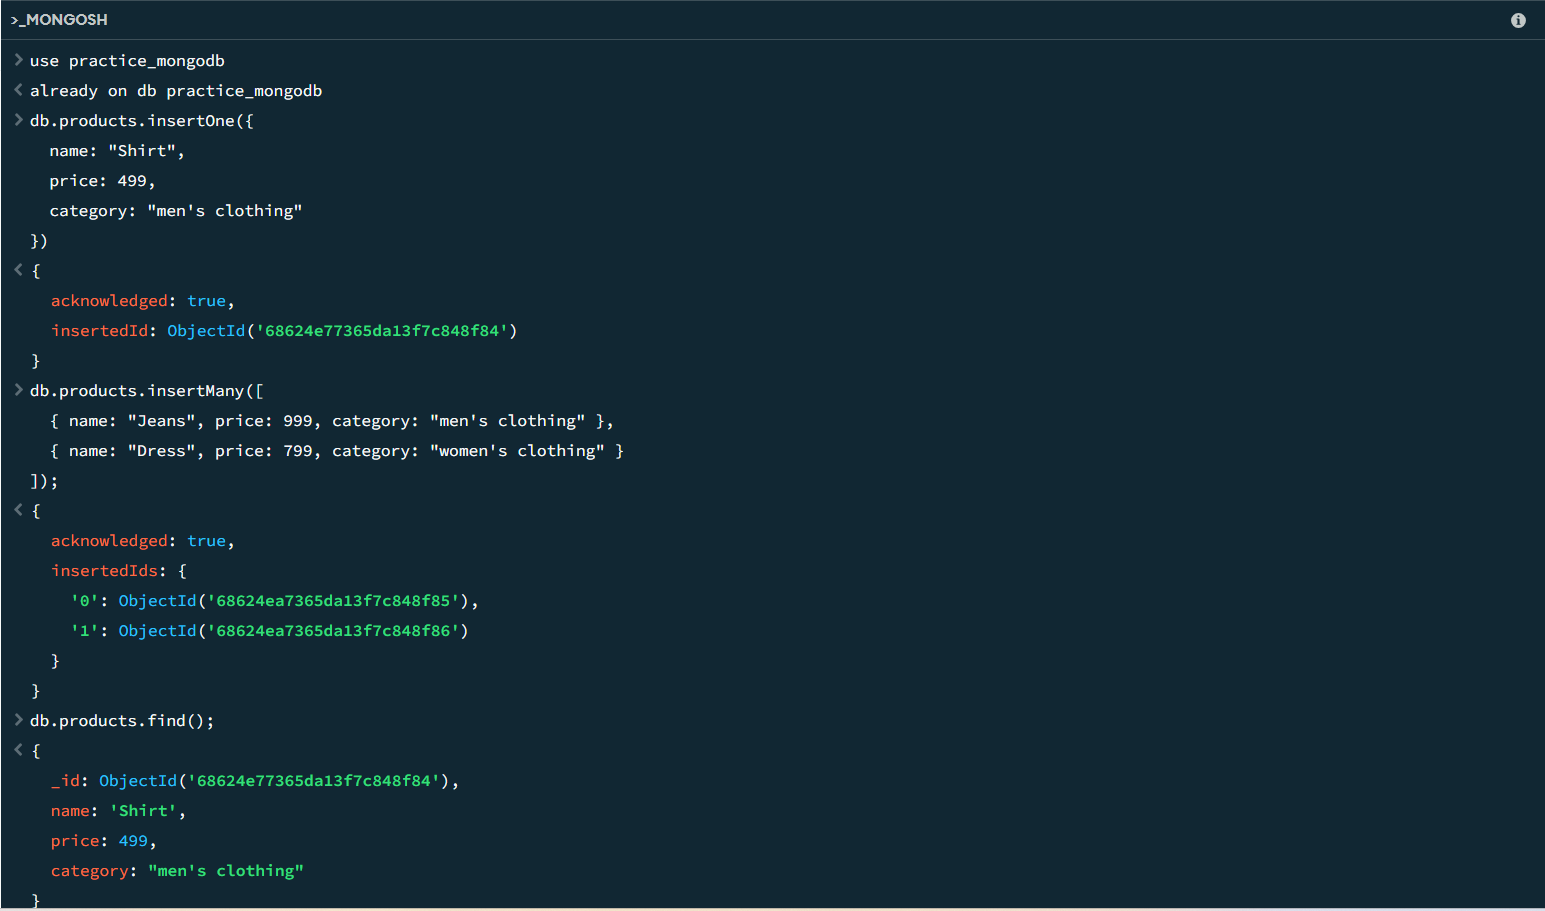 >_MONGOSH
> use practice_mongodb
< already on db practice_mongodb
> db.products.insertOne({
name: "Shirt",
price: 499,
category: "men's clothing"
})
< {
acknowledged: true,
insertedId: ObjectId('68624e77365da13f7c848f84')
}
> db.products.insertMany([
{ name: "Jeans", price: 999, category: "men's clothing" },
{ name: "Dress", price: 799, category: "women's clothing" }
]);
< {
acknowledged: true,
insertedIds: {
'0': ObjectId('68624ea7365da13f7c848f85'),
'1': ObjectId('68624ea7365da13f7c848f86')
}
}
> db.products.find();
< {
_id: ObjectId('68624e77365da13f7c848f84'),
name: 'Shirt',
price: 499,
category: "men's clothing"
}